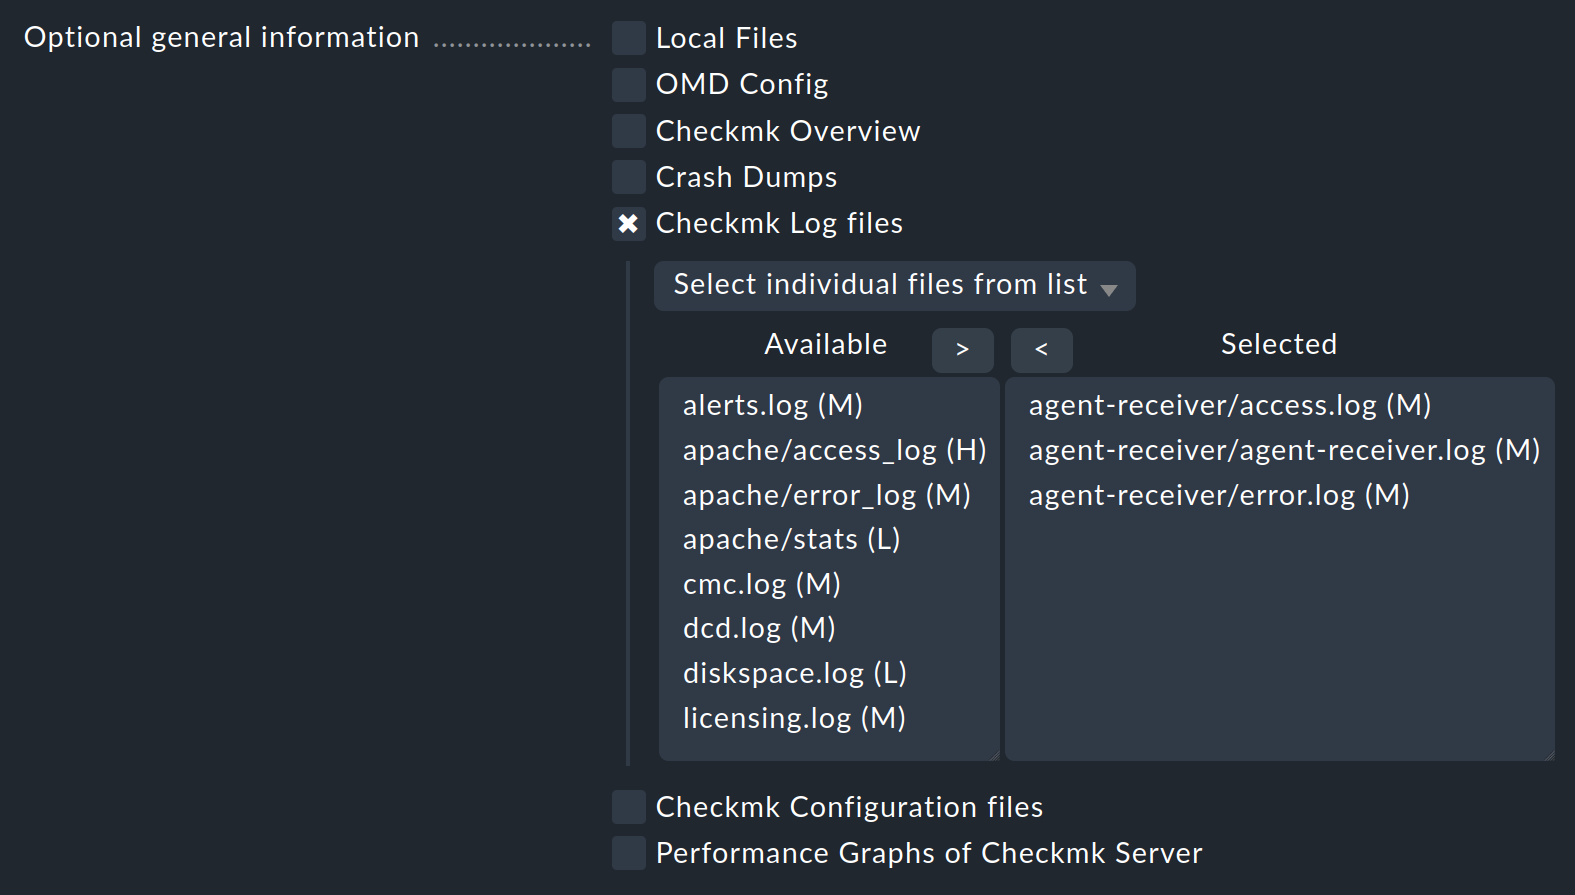 Optional general information ....................
Local Files
OMD Config
Checkmk Overview
Crash Dumps
✖ Checkmk Log files
Select individual files from list
Available > < Selected
alerts.log (M)
apache/access_log (H)
apache/error_log (M)
apache/stats (L)
cmc.log (M)
dcd.log (M)
diskspace.log (L)
licensing.log (M)
agent-receiver/access.log (M)
agent-receiver/agent-receiver.log (M)
agent-receiver/error.log (M)
Checkmk Configuration files
Performance Graphs of Checkmk Server